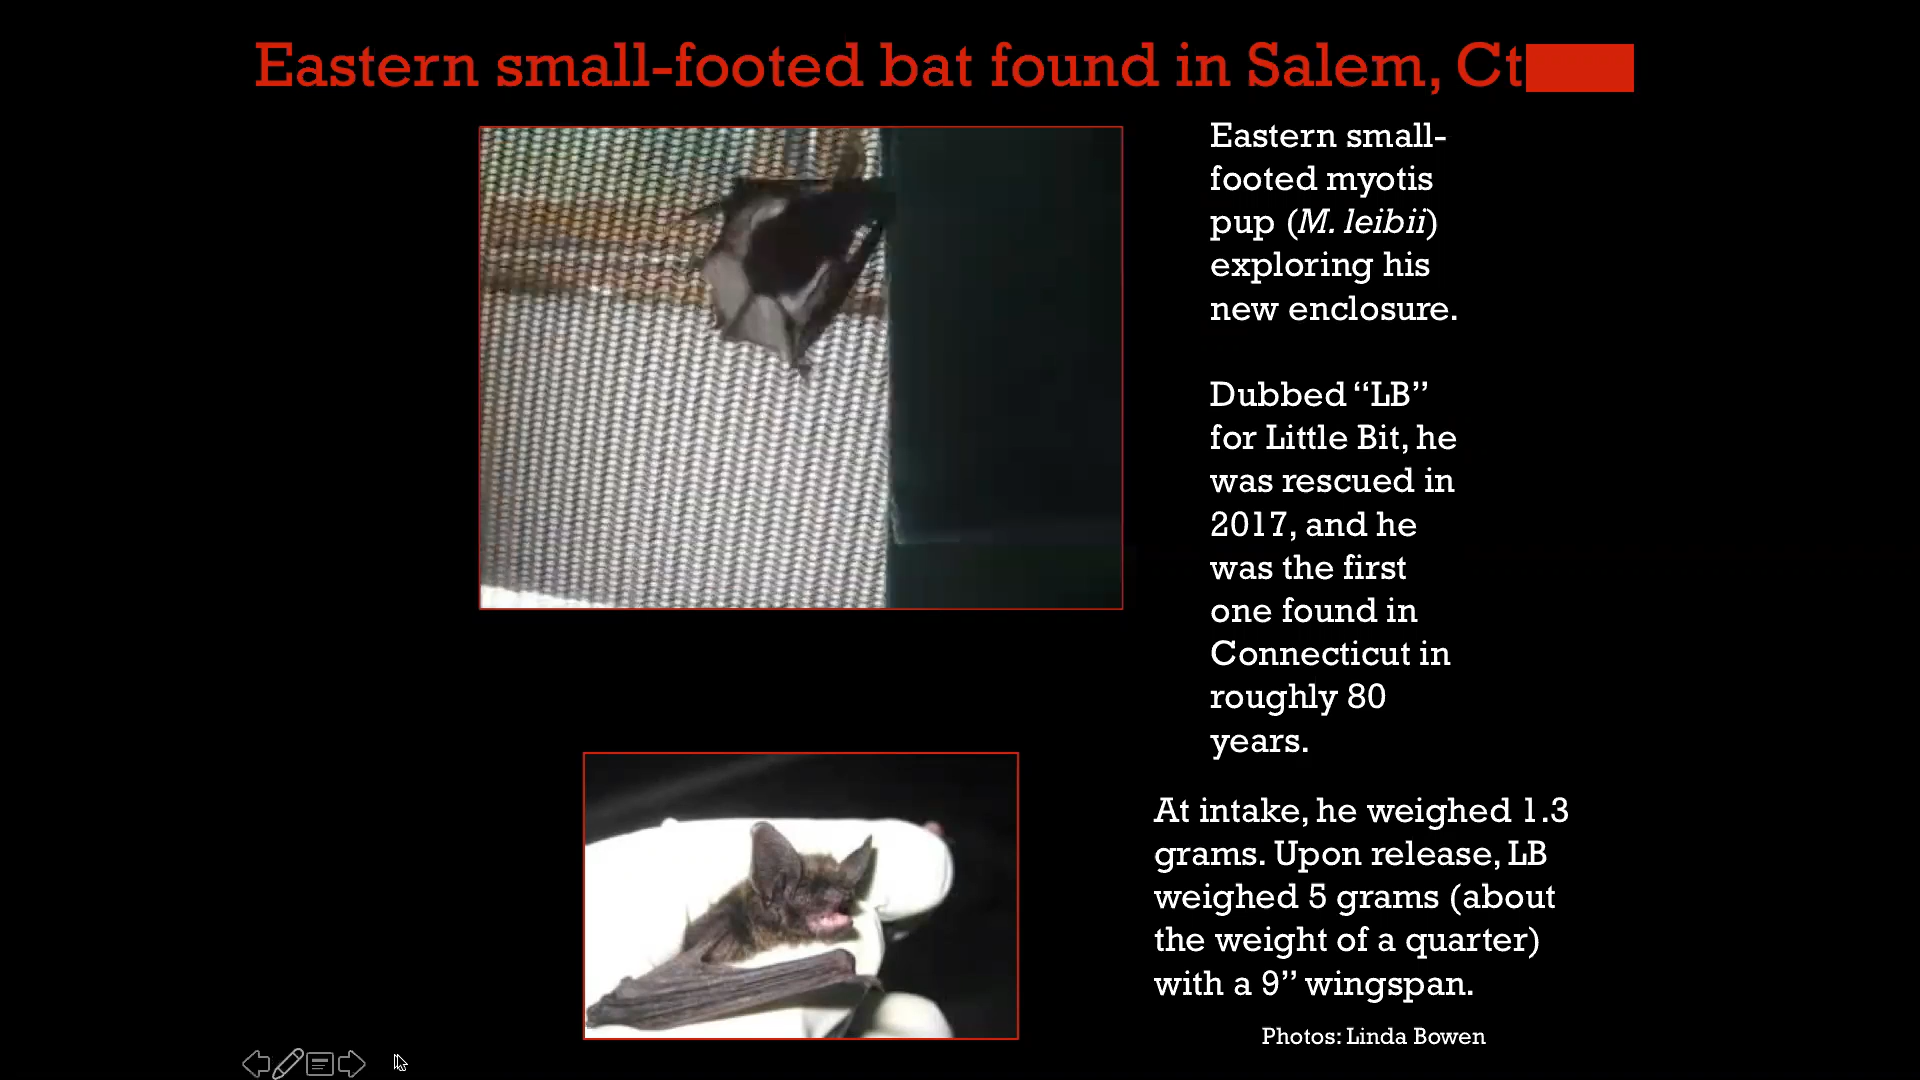 Eastern small-footed bat found in Salem, Ct
Eastern small-
footed myotis
pup (M. leibii)
exploring his
new enclosure.
Dubbed “LB”
for Little Bit, he
was rescued in
2017, and he
was the first
one found in
Connecticut in
roughly 80
years.
At intake, he weighed 1.3
grams. Upon release, LB
weighed 5 grams (about
the weight of a quarter)
with a 9” wingspan.
Photos: Linda Bowen